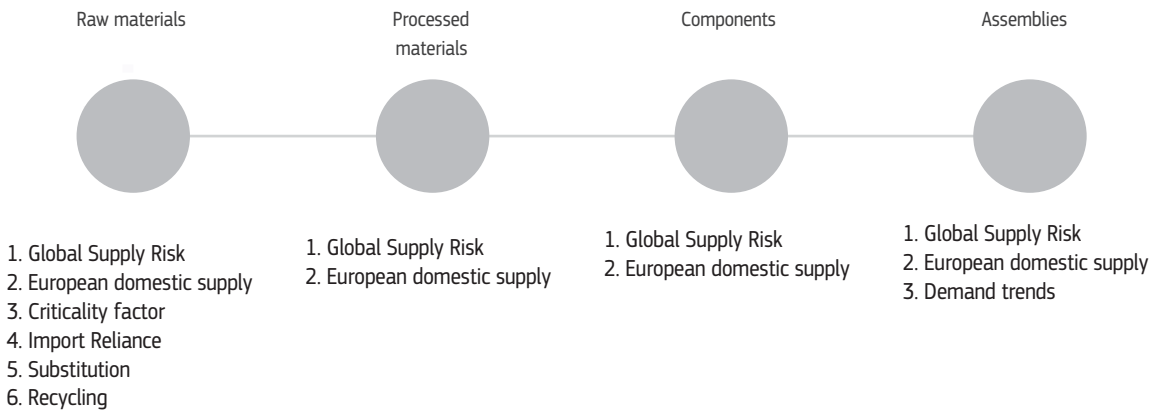 Raw materials
Processed
materials
Components
Assemblies
1. Global Supply Risk
2. European domestic supply
3. Criticality factor
4. Import Reliance
5. Substitution
6. Recycling
1. Global Supply Risk
2. European domestic supply
1. Global Supply Risk
2. European domestic supply
1. Global Supply Risk
2. European domestic supply
3. Demand trends